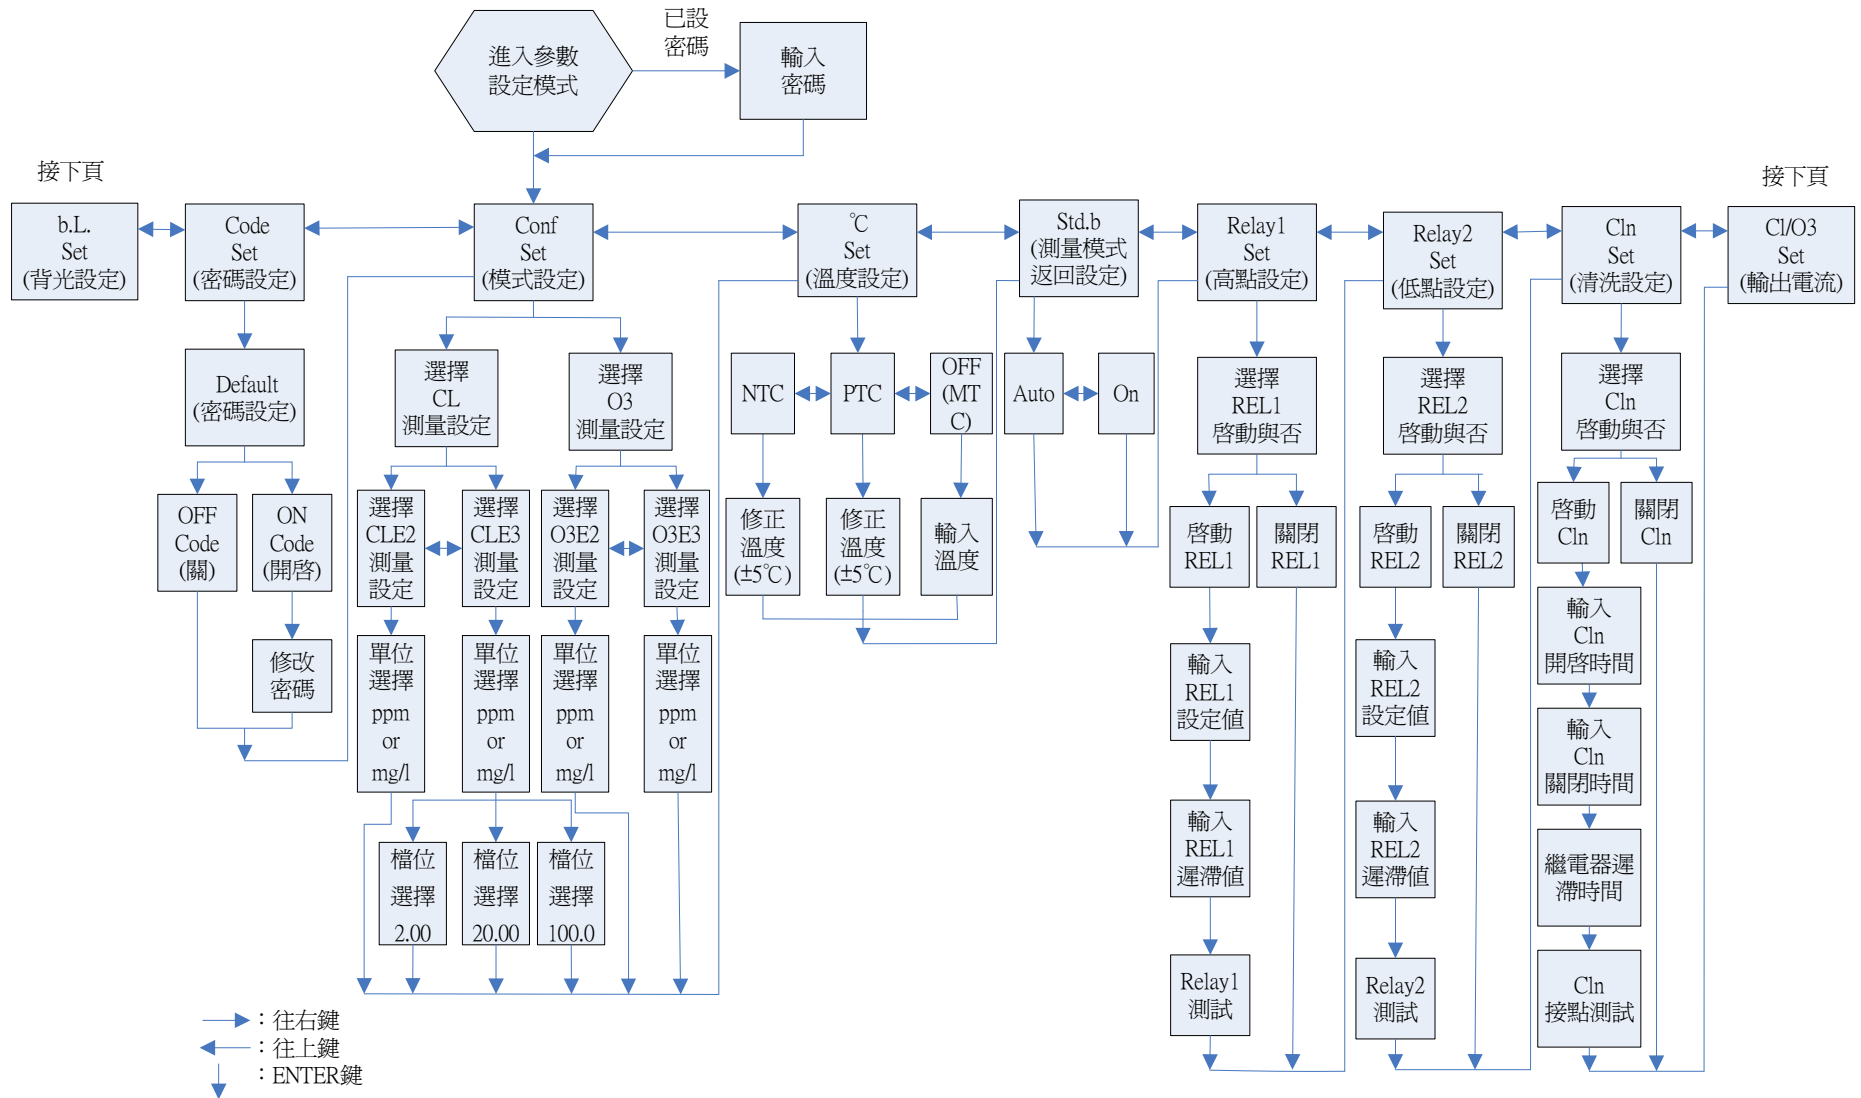 進入參數
設定模式
已設
密碼
輸入
密碼
接下頁
接下頁
b.L.
Set
(背光設定)
Code
Set
(密碼設定)
Conf
Set
(模式設定)
℃
Set
(溫度設定)
Std.b
(測量模式
返回設定)
Relay1
Set
(高點設定)
Relay2
Set
(低點設定)
Cln
Set
(清洗設定)
Cl/O3
Set
(輸出電流)
Default
(密碼設定)
選擇
CL
測量設定
選擇
O3
測量設定
NTC
PTC
OFF
(MT
C)
Auto
On
選擇
REL1
啓動與否
選擇
REL2
啓動與否
選擇
Cln
啓動與否
OFF
Code
(關)
ON
Code
(開啓)
選擇
CLE2
測量
設定
選擇
CLE3
測量
設定
選擇
O3E2
測量
設定
選擇
O3E3
測量
設定
修正
溫度
(±5℃)
修正
溫度
(±5℃)
輸入
溫度
啓動
REL1
關閉
REL1
啓動
REL2
關閉
REL2
啓動
Cln
關閉
Cln
修改
密碼
單位
選擇
ppm
or
mg/l
單位
選擇
ppm
or
mg/l
單位
選擇
ppm
or
mg/l
單位
選擇
ppm
or
mg/l
輸入
REL1
設定值
輸入
REL2
設定值
輸入
Cln
開啓時間
輸入
Cln
關閉時間
檔位
選擇
2.00
檔位
選擇
20.00
檔位
選擇
100.0
輸入
REL1
遲滯值
輸入
REL2
遲滯值
繼電器遲
滯時間
Relay1
測試
Relay2
測試
Cln
接點測試
：往右鍵
：往上鍵
：ENTER鍵